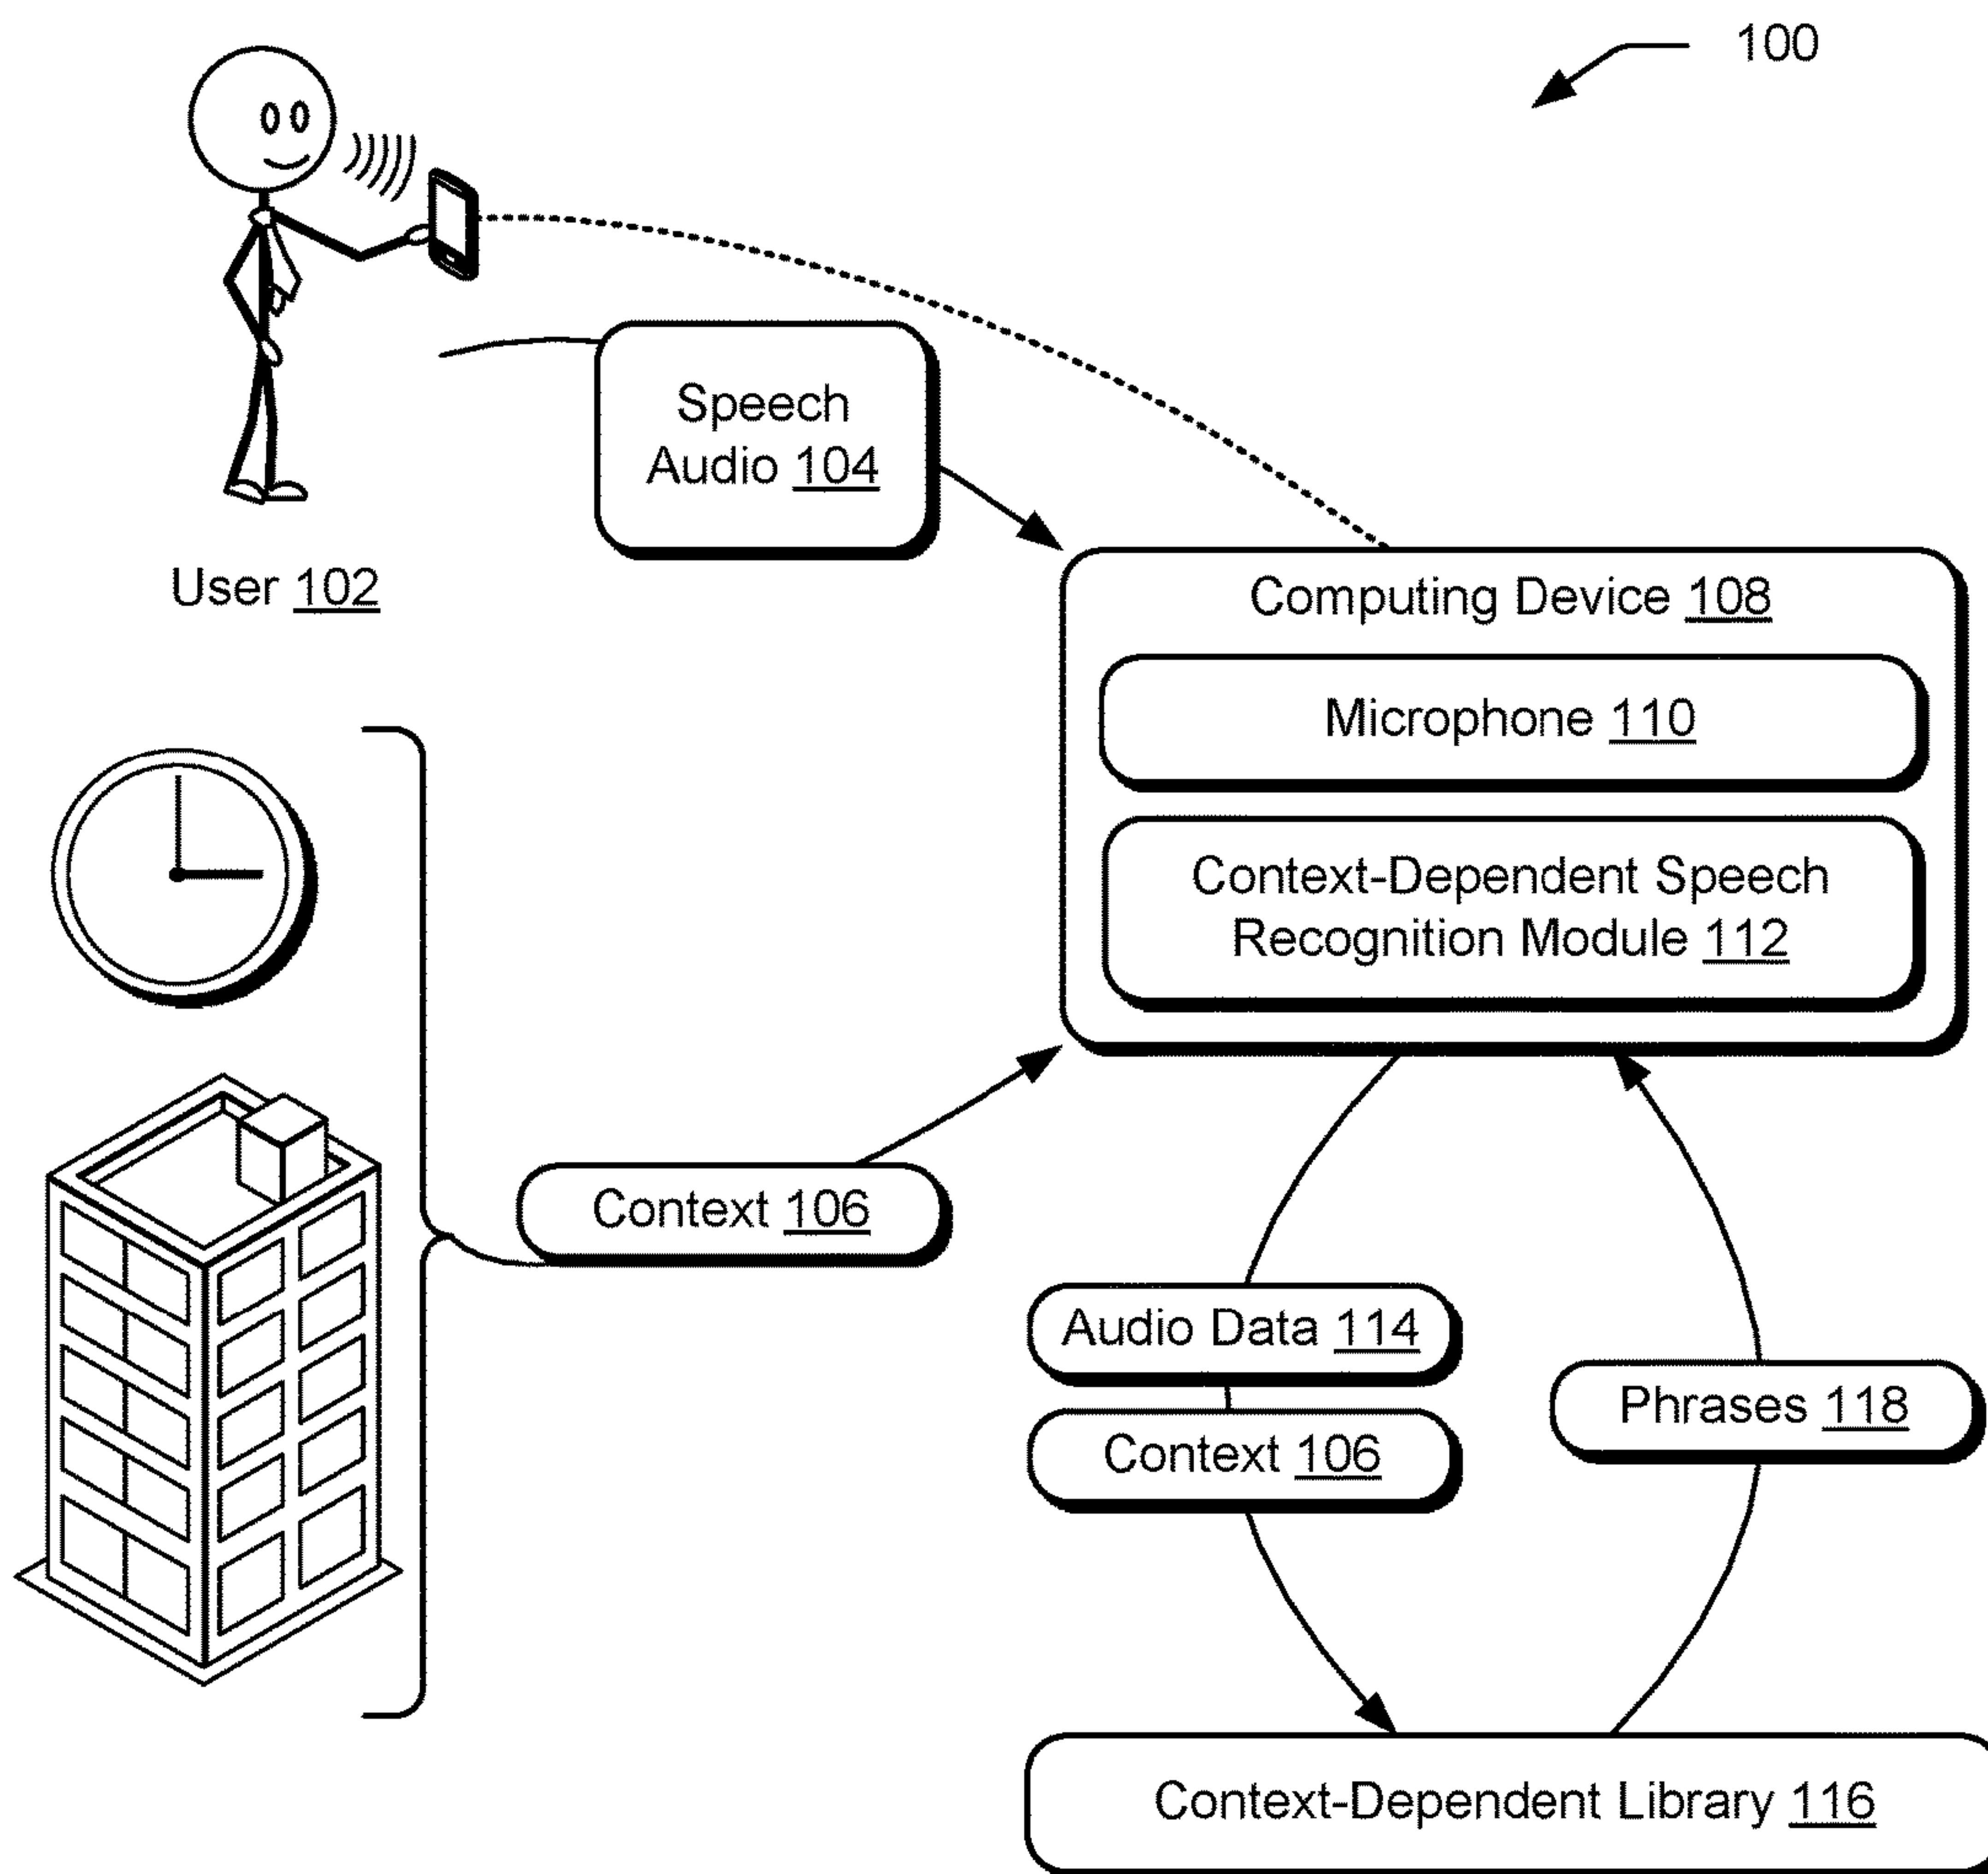 100
Speech
Audio 104
User 102
Computing Device 108
Microphone 110
Context-Dependent Speech
Recognition Module 112
Context 106
Audio Data 114
Context 106
Phrases 118
Context-Dependent Library 116